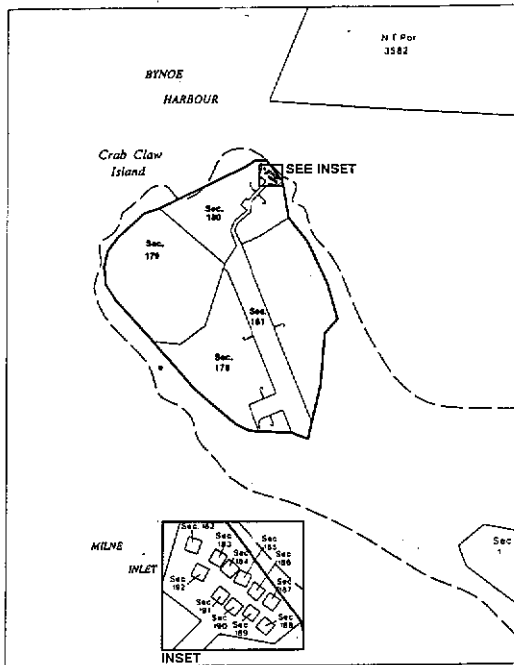 N T Por
3582
BYNOE
HARBOUR
Crab Claw
Island
SEE INSET
Sec.
180
Sec.
179
Sec.
181
Sec.
178
MILNE
INLET
Sec
1
Sec. 182
Sec
183
Sec
184
Sec
185
Sec
186
Sec
187
Sec
192
Sec
191
Sec
190
Sec
189
Sec
188
INSET